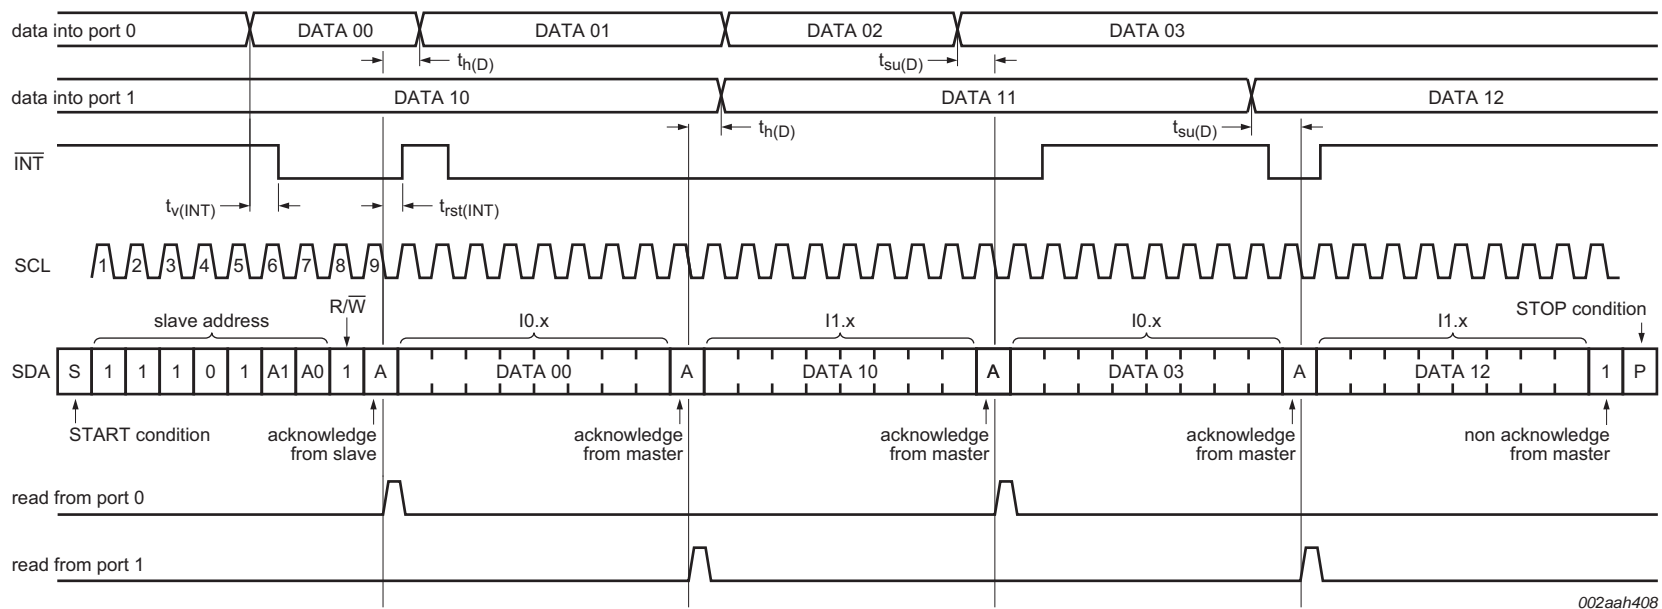 data into port 0 DATA 00 DATA 01 DATA 02 DATA 03
th(D) tsu(D)
data into port 1 DATA 10 DATA 11 DATA 12
th(D) tsu(D)
INT
tv(INT) trst(INT)
SCL 1 2 3 4 5 6 7 8 9
R/W
slave address I0.x I1.x I0.x I1.x STOP condition
SDA S 1 1 1 0 1 A1 A0 1 A DATA 00 A DATA 10 A DATA 03 A DATA 12 1 P
START condition acknowledge acknowledge acknowledge acknowledge non acknowledge
from slave from master from master from master from master
read from port 0
read from port 1
002aah408